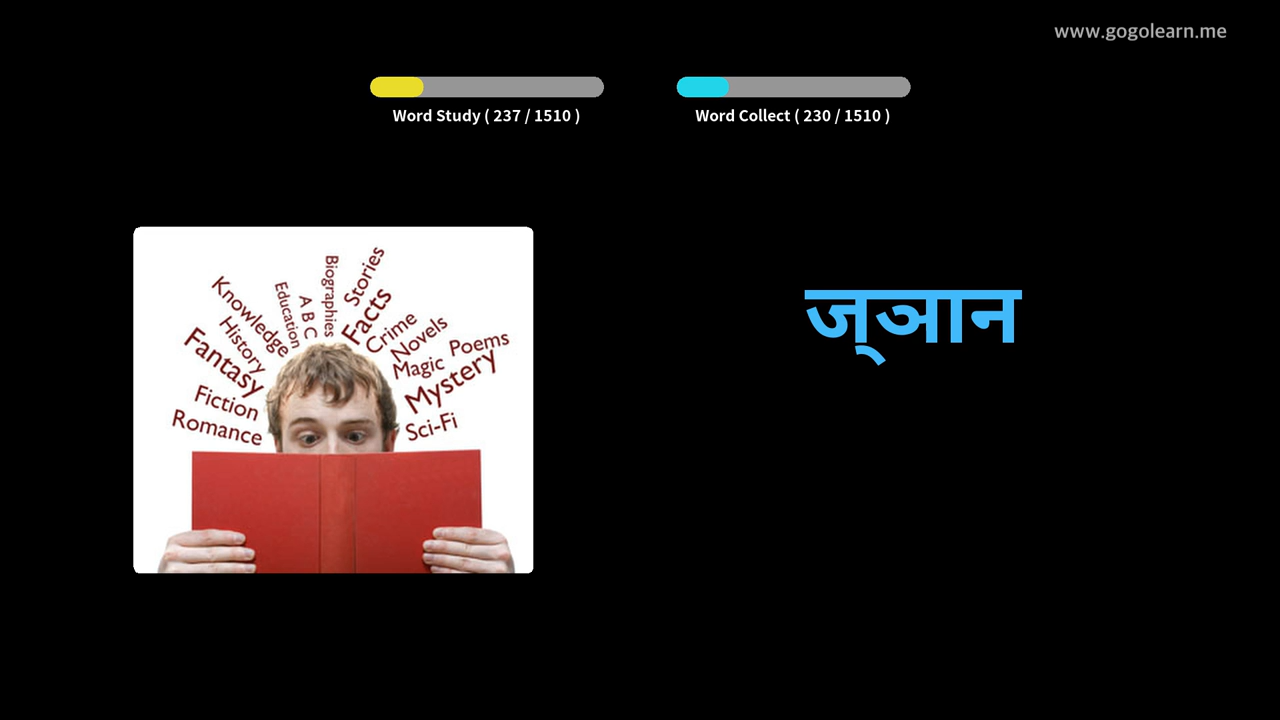 www.gogolearn.me
Word Study ( 237 / 1510 )
Word Collect ( 230 / 1510 )
ज्ञान
Romance
Fiction
Fantasy
History
Knowledge
Education
A B C
Biographies
Stories
Facts
Crime
Novels
Magic
Poems
Mystery
Sci-Fi